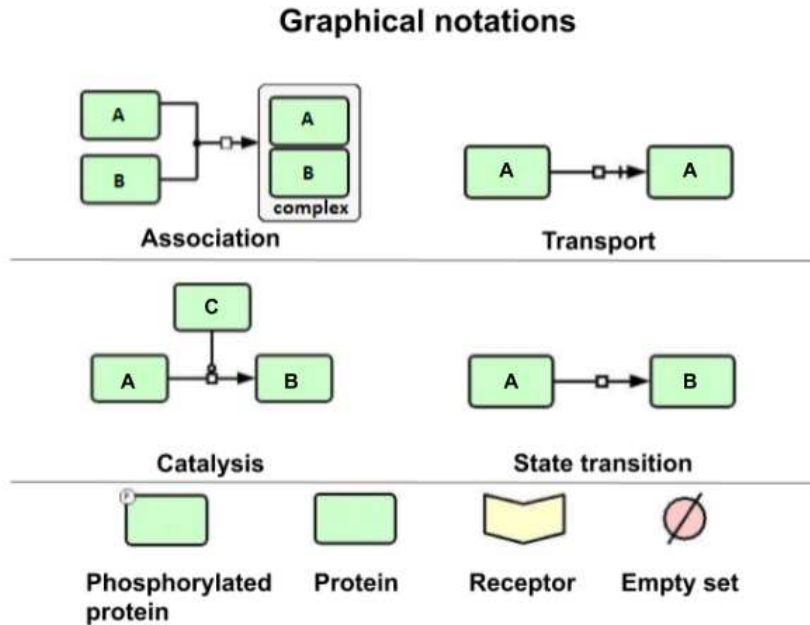 Graphical notations
A
B
A
B
complex
Association
A
A
Transport
C
A
B
Catalysis
A
B
State transition
P
Phosphorylated
protein
Protein
Receptor
Empty set